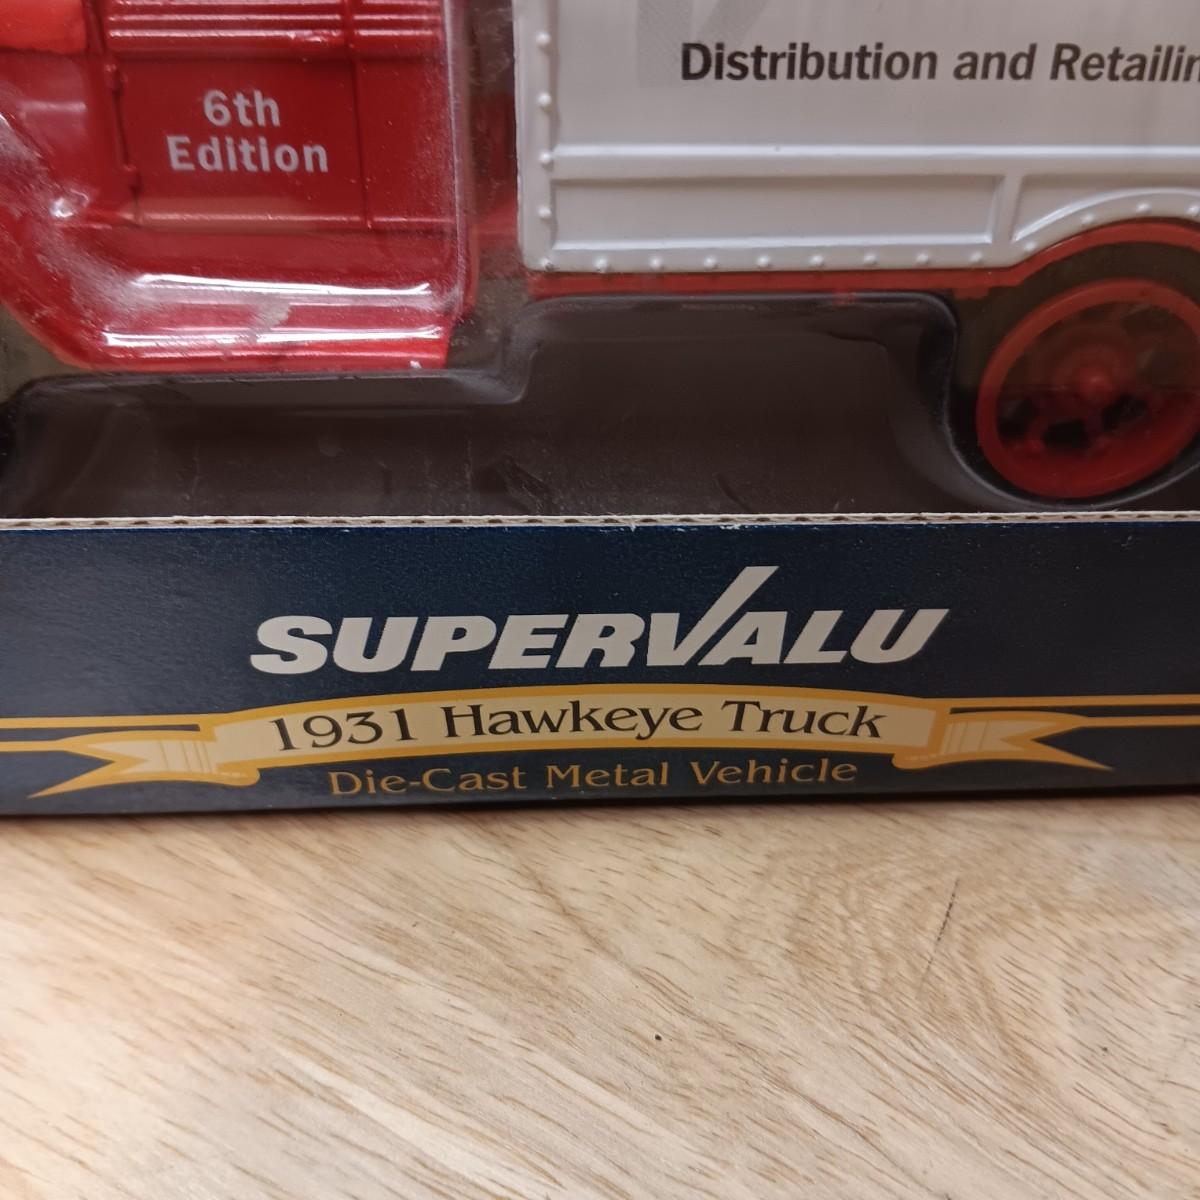 Distribution and Retailin
6th
Edition
SUPERVALU
1931 Hawkeye Truck
Die-Cast Metal Vehicle